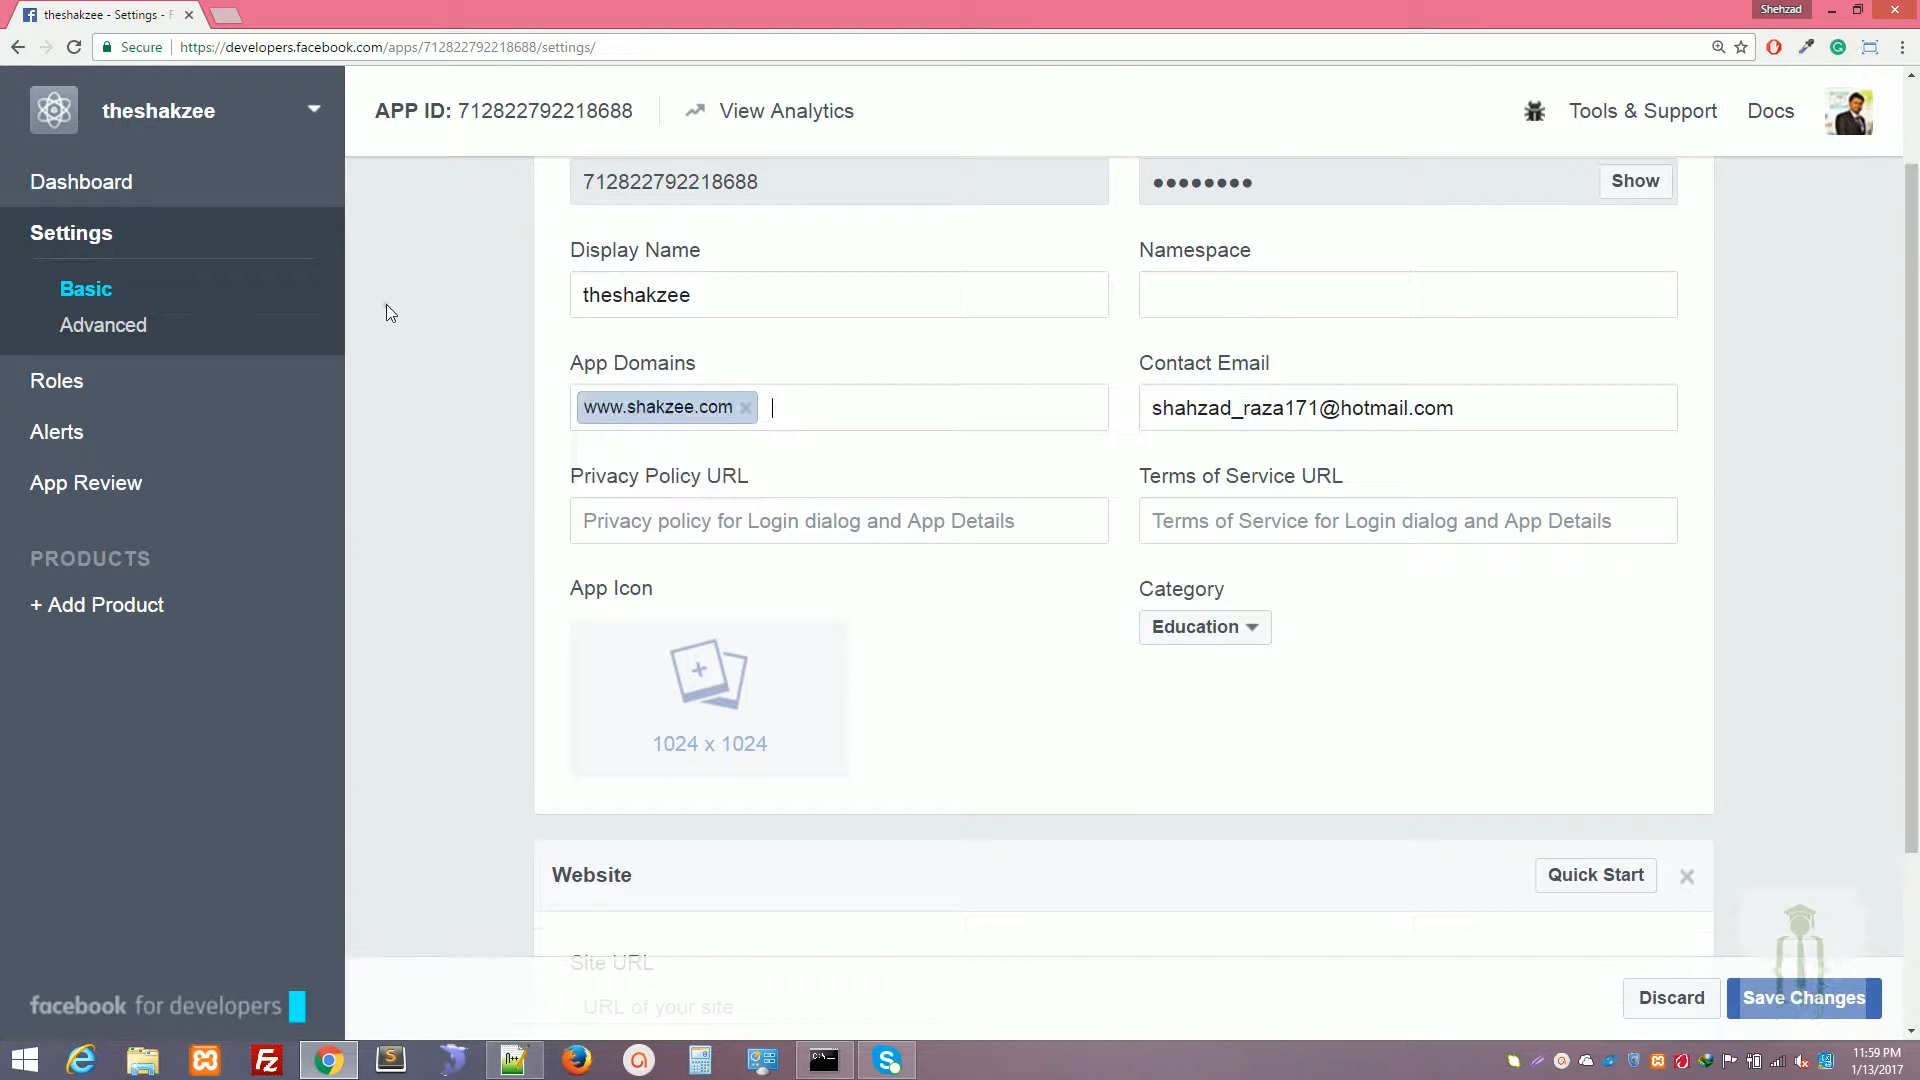 theshakzee - Settings - F
Shehzad
Secure
https://developers.facebook.com/apps/712822792218688/settings/
theshakzee
APP ID: 712822792218688
View Analytics
Tools & Support
Docs
Dashboard
Settings
Basic
Advanced
Roles
Alerts
App Review
PRODUCTS
+ Add Product
facebook for developers
712822792218688
●●●●●●●●
Show
Display Name
Namespace
theshakzee
App Domains
Contact Email
www.shakzee.com
shahzad_raza171@hotmail.com
Privacy Policy URL
Terms of Service URL
Privacy policy for Login dialog and App Details
Terms of Service for Login dialog and App Details
App Icon
Category
Education
1024 x 1024
Website
Quick Start
Site URL
URL of your site
Discard
Save Changes
11:59 PM
1/13/2017